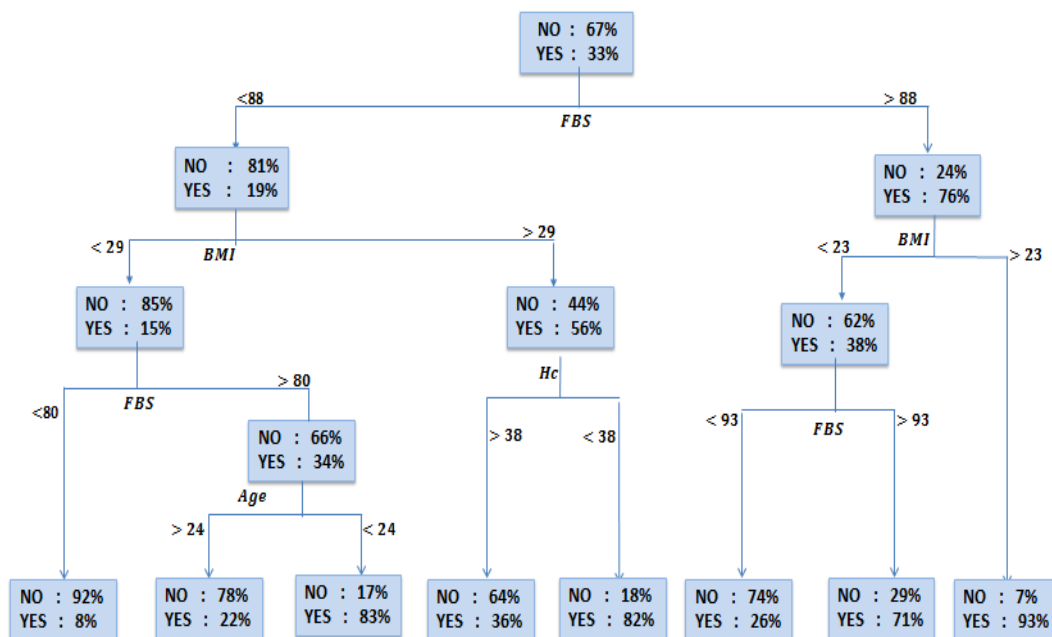 NO : 67%
YES : 33%
<88
> 88
FBS
NO : 81%
YES : 19%
NO : 24%
YES : 76%
< 29
BMI
> 29
< 23
BMI
> 23
NO : 85%
YES : 15%
NO : 44%
YES : 56%
NO : 62%
YES : 38%
<80
FBS
> 80
Hc
< 93
FBS
> 93
NO : 66%
YES : 34%
> 38
< 38
Age
> 24
< 24
NO : 92%
YES : 8%
NO : 78%
YES : 22%
NO : 17%
YES : 83%
NO : 64%
YES : 36%
NO : 18%
YES : 82%
NO : 74%
YES : 26%
NO : 29%
YES : 71%
NO : 7%
YES : 93%